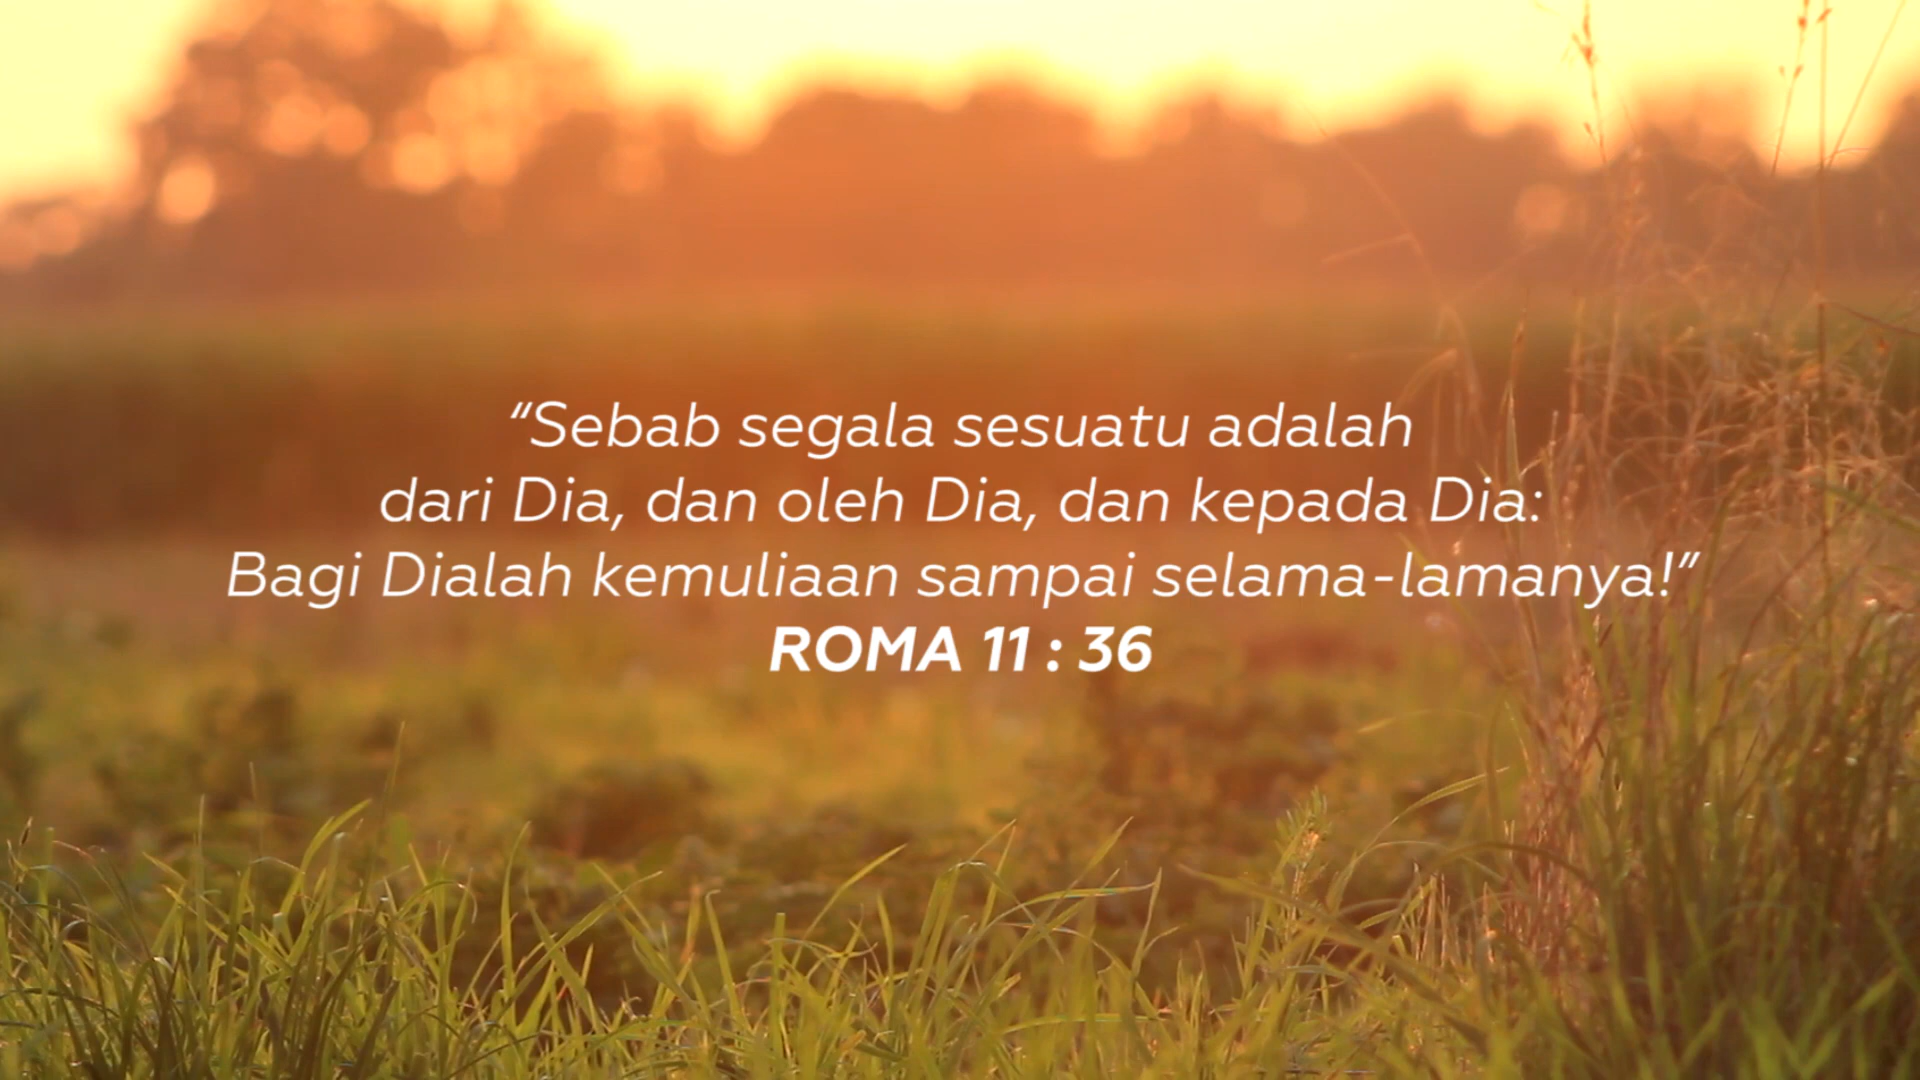 “Sebab segala sesuatu adalah
dari Dia, dan oleh Dia, dan kepada Dia:
Bagi Dialah kemuliaan sampai selama-lamanya!”
ROMA 11 : 36